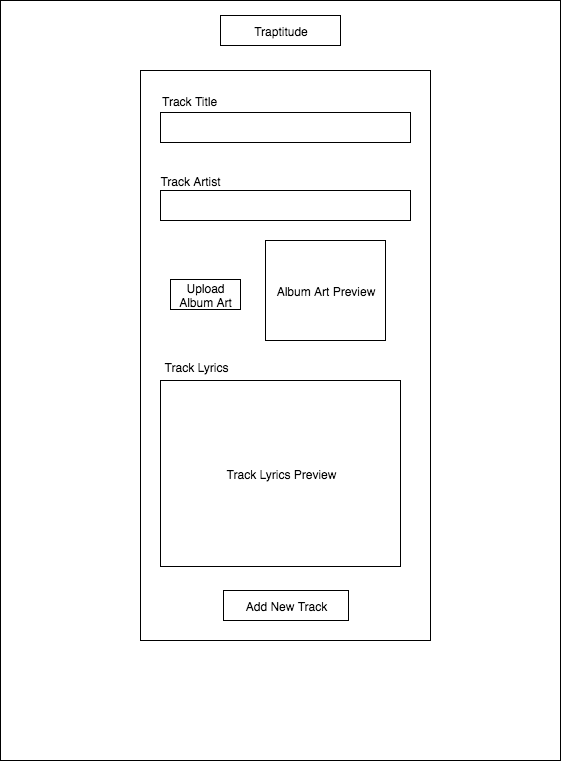 Traptitude
Track Title
Track Artist
Upload
Album Art
Album Art Preview
Track Lyrics
Track Lyrics Preview
Add New Track